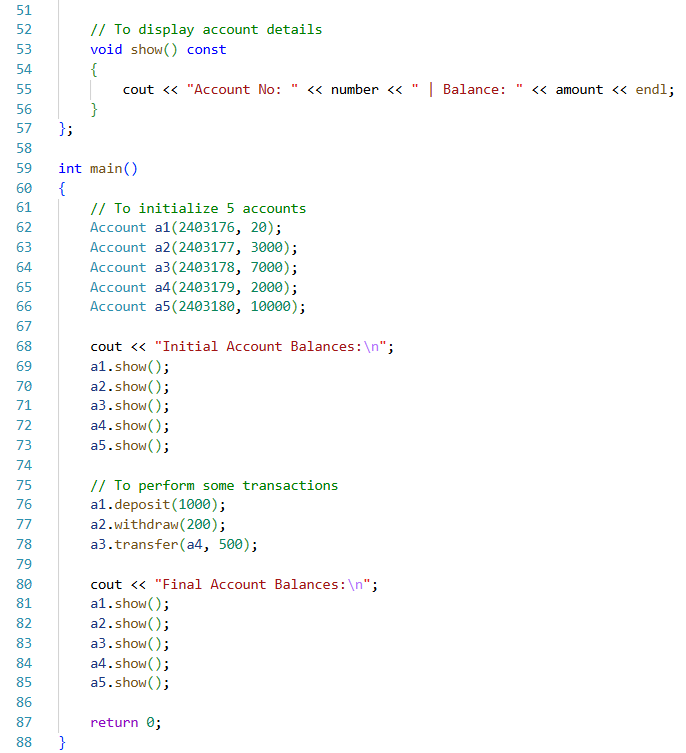 51
52     // To display account details
53     void show() const
54     {
55         cout << "Account No: " << number << " | Balance: " << amount << endl;
56     }
57 };
58
59 int main()
60 {
61     // To initialize 5 accounts
62     Account a1(2403176, 20);
63     Account a2(2403177, 3000);
64     Account a3(2403178, 7000);
65     Account a4(2403179, 2000);
66     Account a5(2403180, 10000);
67
68     cout << "Initial Account Balances:\n";
69     a1.show();
70     a2.show();
71     a3.show();
72     a4.show();
73     a5.show();
74
75     // To perform some transactions
76     a1.deposit(1000);
77     a2.withdraw(200);
78     a3.transfer(a4, 500);
79
80     cout << "Final Account Balances:\n";
81     a1.show();
82     a2.show();
83     a3.show();
84     a4.show();
85     a5.show();
86
87     return 0;
88 }